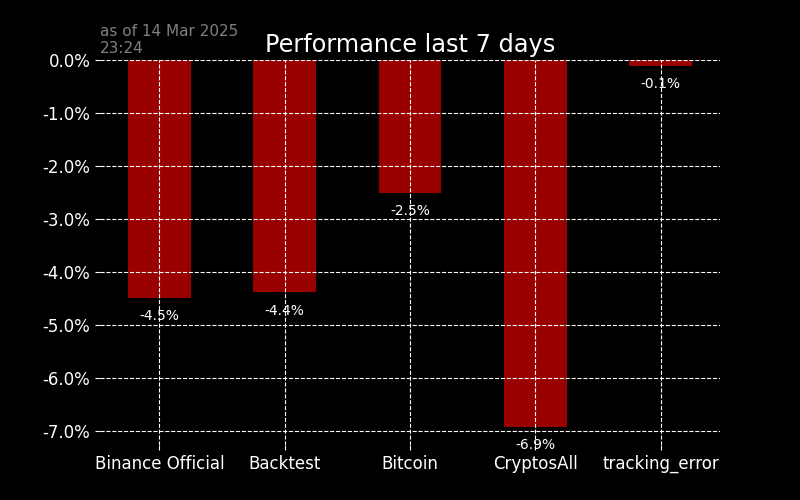 as of 14 Mar 2025
23:24
Performance last 7 days
0.0%
-1.0%
-2.0%
-3.0%
-4.0%
-5.0%
-6.0%
-7.0%
-4.5%
-4.4%
-2.5%
-6.9%
-0.1%
Binance Official
Backtest
Bitcoin
CryptosAll
tracking_error